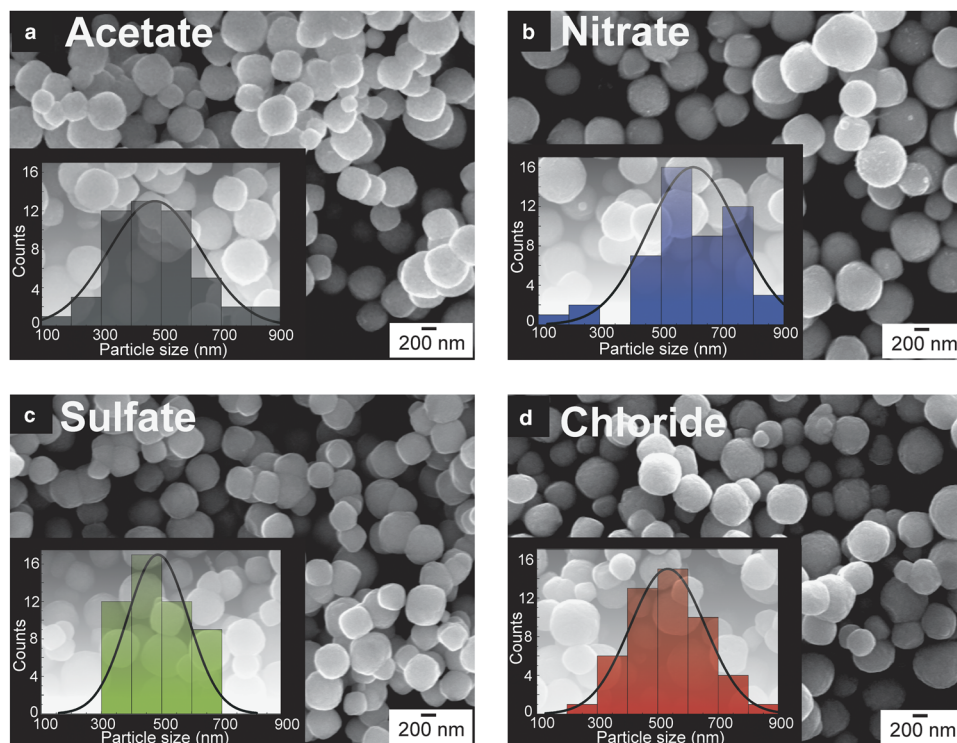 a Acetate
16
12
8
4
0
Counts
100 300 500 700 900
Particle size (nm)
200 nm
b Nitrate
16
12
8
4
0
Counts
100 300 500 700 900
Particle size (nm)
200 nm
c Sulfate
16
12
8
4
0
Counts
100 300 500 700 900
Particle size (nm)
200 nm
d Chloride
16
12
8
4
0
Counts
100 300 500 700 900
Particle size (nm)
200 nm